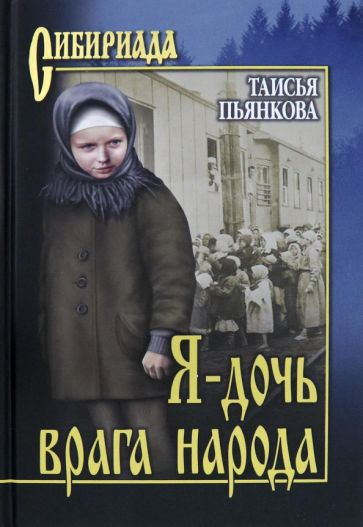 Сибириада
Таисья
Пьянкова
Я-дочь
врага народа